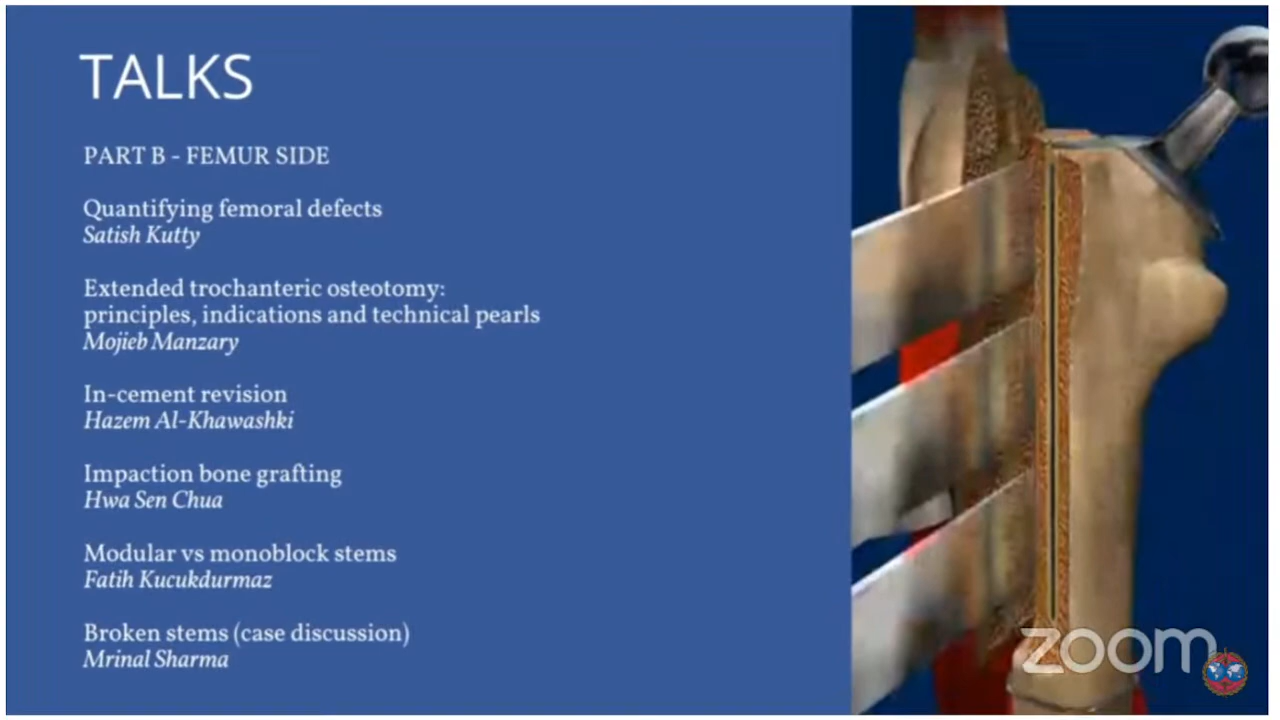 TALKS
PART B - FEMUR SIDE
Quantifying femoral defects
Satish Kutty
Extended trochanteric osteotomy:
principles, indications and technical pearls
Mojieb Manzary
In-cement revision
Hazem Al-Khawashki
Impaction bone grafting
Hwa Sen Chua
Modular vs monoblock stems
Fatih Kucukdurmaz
Broken stems (case discussion)
Mrinal Sharma
zoom